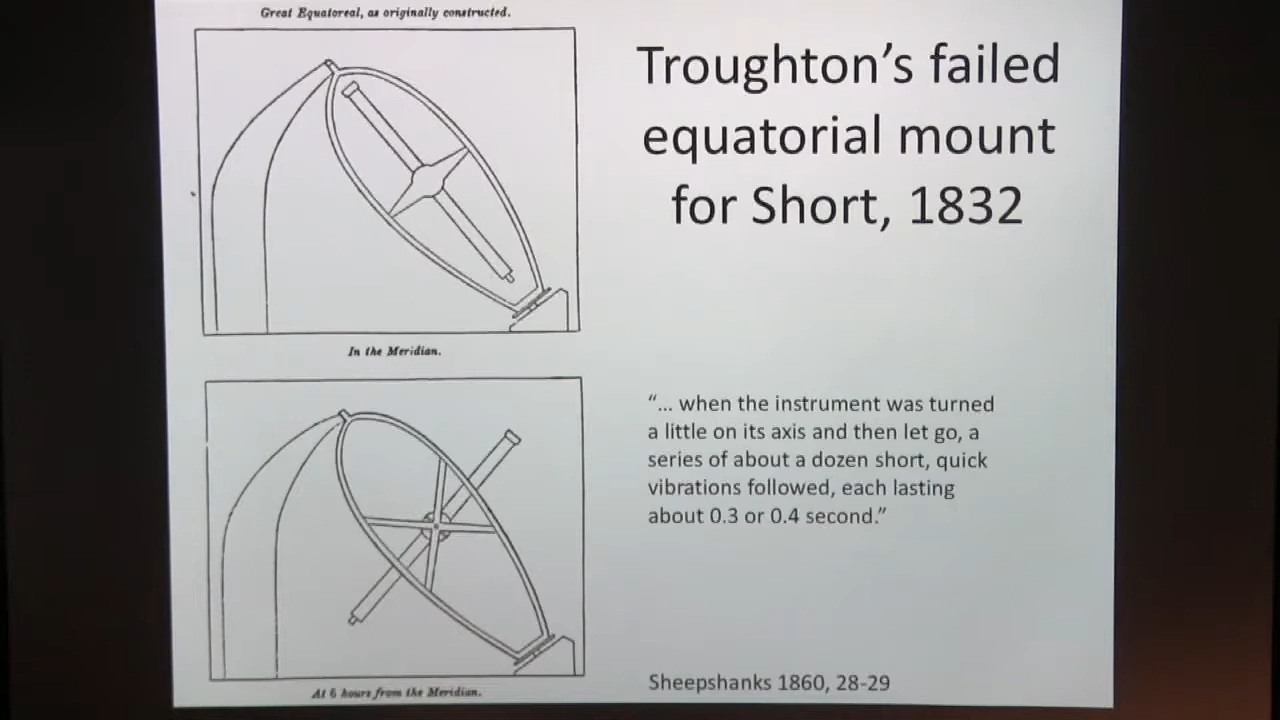 Great Equatoreal, as originally constructed.
In the Meridian.
At 6 hours from the Meridian.
Troughton’s failed
equatorial mount
for Short, 1832
“... when the instrument was turned
a little on its axis and then let go, a
series of about a dozen short, quick
vibrations followed, each lasting
about 0.3 or 0.4 second.”
Sheepshanks 1860, 28-29